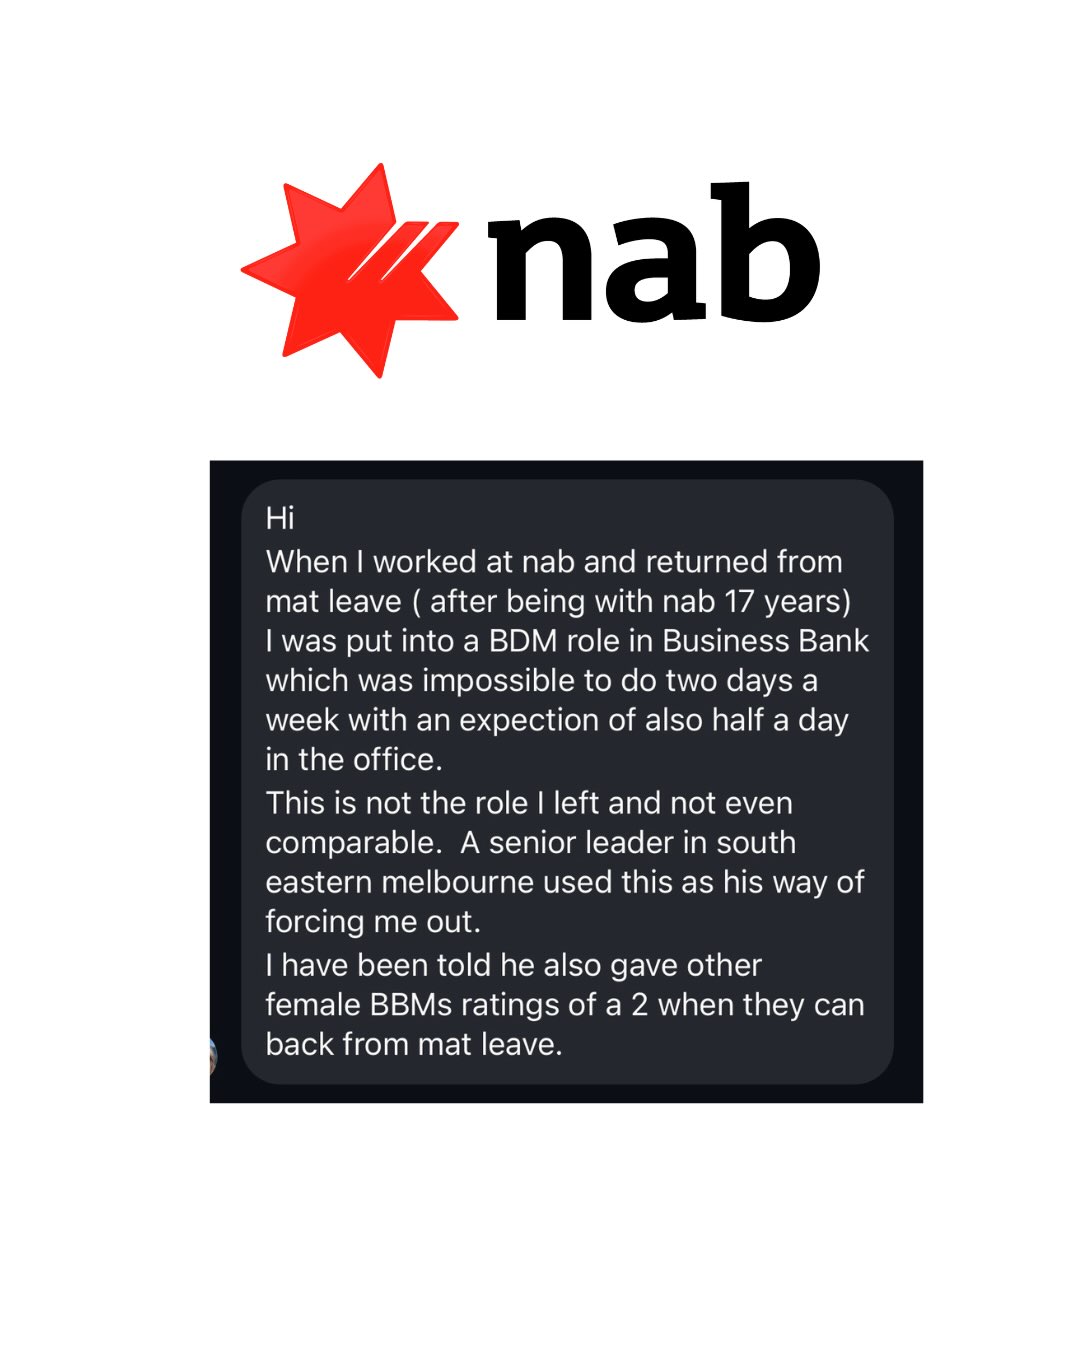 nab
Hi
When I worked at nab and returned from
mat leave ( after being with nab 17 years)
I was put into a BDM role in Business Bank
which was impossible to do two days a
week with an expection of also half a day
in the office.
This is not the role I left and not even
comparable.  A senior leader in south
eastern melbourne used this as his way of
forcing me out.
I have been told he also gave other
female BBMs ratings of a 2 when they can
back from mat leave.